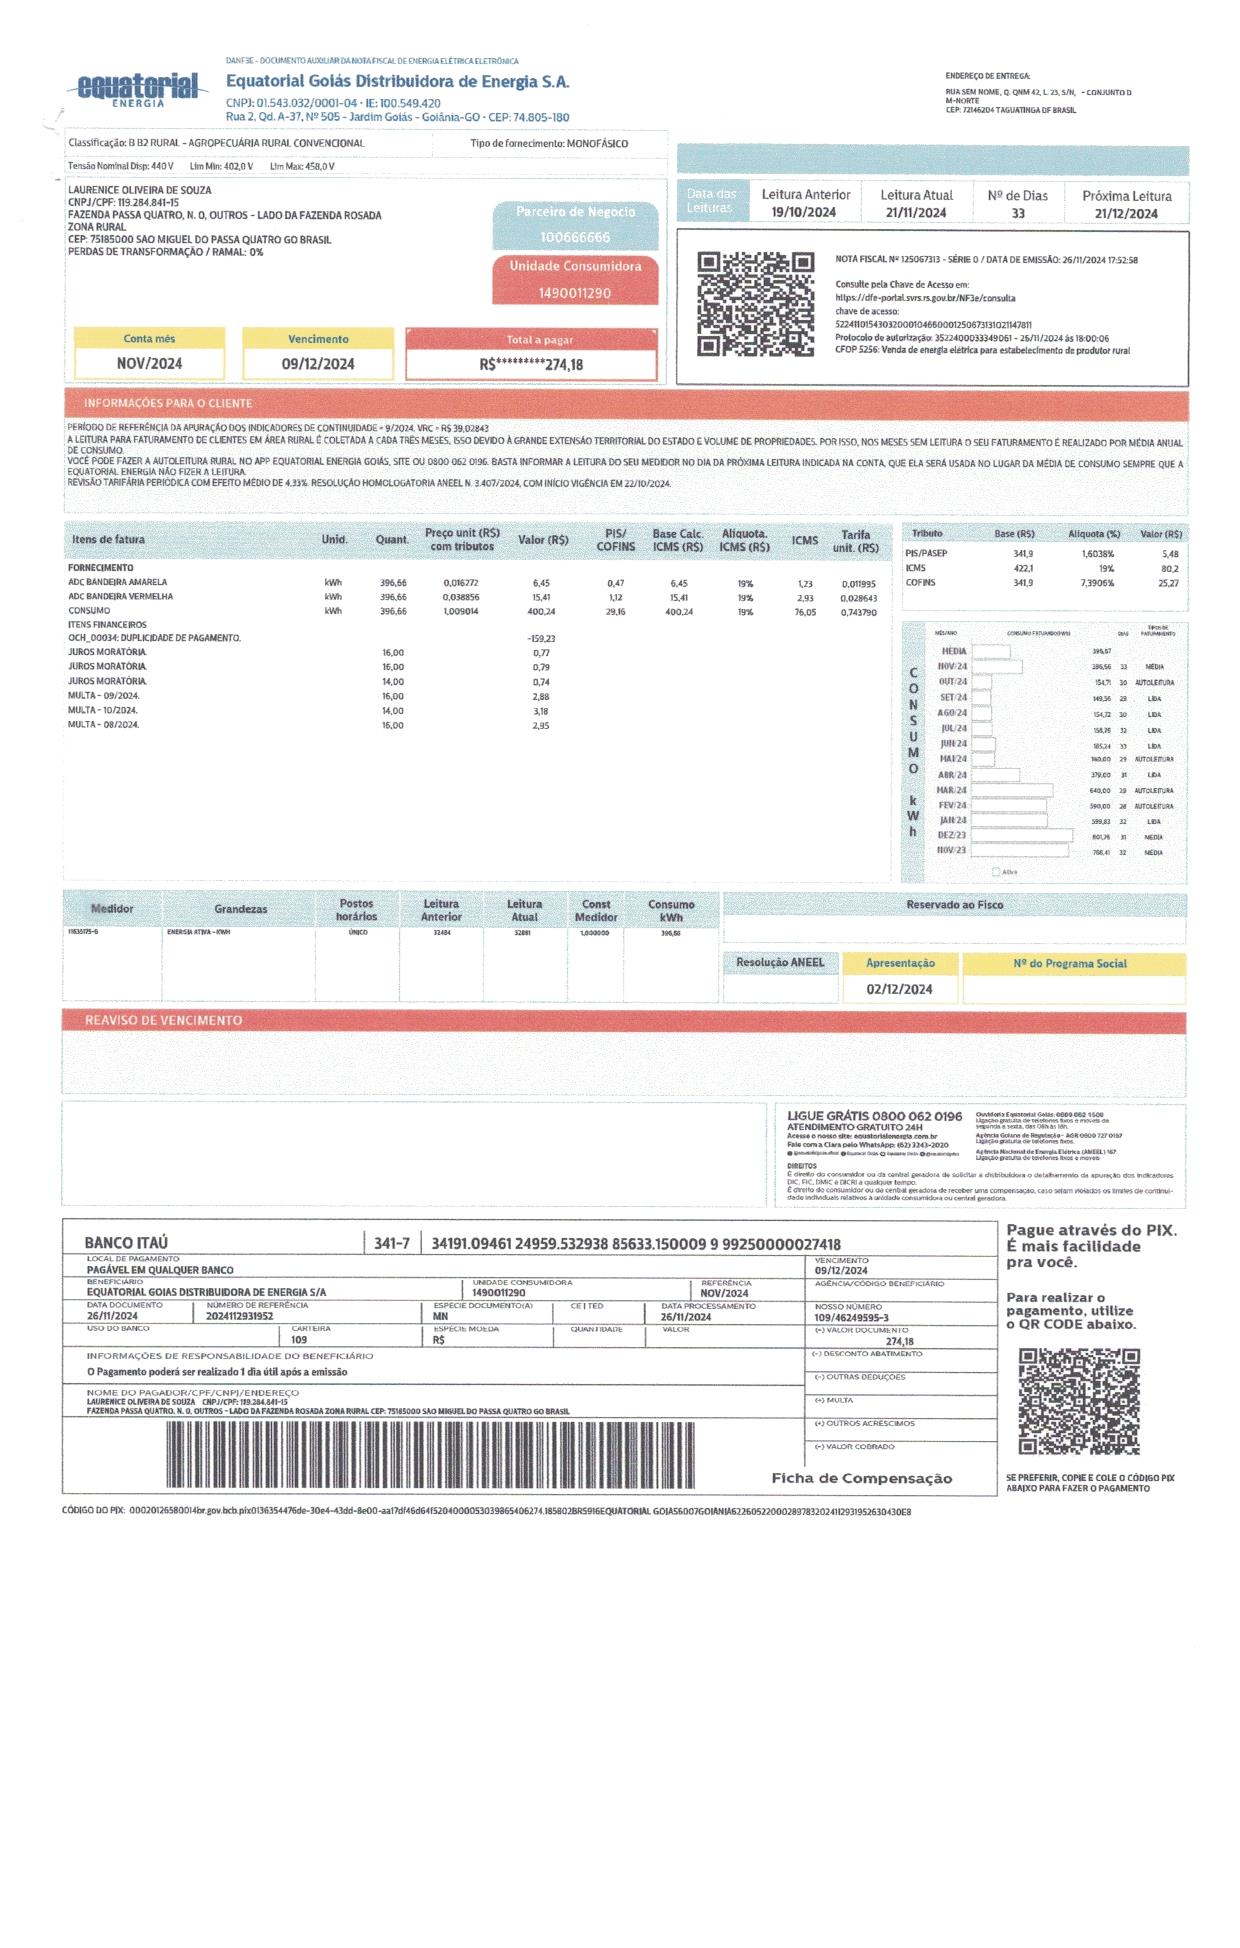 DANF3E - DOCUMENTO AUXILIAR DA NOTA FISCAL DE ENERGIA ELÉTRICA ELETRÔNICA
equatorial
ENERGIA
Equatorial Goiás Distribuidora de Energia S.A.
CNPJ: 01.543.032/0001-04 - IE: 100.549.420
Rua 2, Qd. A-37, Nº 505 - Jardim Goiás - Goiânia-GO - CEP: 74.805-180
ENDEREÇO DE ENTREGA:
RUA SEM NOME, Q. QNM 42, L. 23, S/N, - CONJUNTO D
M-NORTE
CEP: 72146204 TAGUATINGA DF BRASIL
Classificação: B B2 RURAL - AGROPECUÁRIA RURAL CONVENCIONAL Tipo de fornecimento: MONOFÁSICO
Tensão Nominal Disp: 440 V Lim Min: 402,0 V Lim Max: 458,0 V
LAURENICE OLIVEIRA DE SOUZA
CNPJ/CPF: 119.284.841-15
FAZENDA PASSA QUATRO, N. 0, OUTROS - LADO DA FAZENDA ROSADA
ZONA RURAL
CEP: 75185000 SAO MIGUEL DO PASSA QUATRO GO BRASIL
PERDAS DE TRANSFORMAÇÃO / RAMAL: 0%
Parceiro de Negócio
100666666
Unidade Consumidora
1490011290
Data das Leituras
Leitura Anterior Leitura Atual Nº de Dias Próxima Leitura
19/10/2024 21/11/2024 33 21/12/2024
NOTA FISCAL Nº 125067313 - SÉRIE 0 / DATA DE EMISSÃO: 26/11/2024 17:52:58
Consulte pela Chave de Acesso em:
https://dfe-portal.svrs.rs.gov.br/NF3e/consulta
chave de acesso:
52241101543032000104660001250673131021147811
Protocolo de autorização: 3522400033349061 - 26/11/2024 às 18:00:06
CFOP 5256: Venda de energia elétrica para estabelecimento de produtor rural
Conta mês Vencimento Total a pagar
NOV/2024 09/12/2024 R$*********274,18
INFORMAÇÕES PARA O CLIENTE
PERÍODO DE REFERÊNCIA DA APURAÇÃO DOS INDICADORES DE CONTINUIDADE = 9/2024. VRC = R$ 39,02843
A LEITURA PARA FATURAMENTO DE CLIENTES EM ÁREA RURAL É COLETADA A CADA TRÊS MESES, ISSO DEVIDO À GRANDE EXTENSÃO TERRITORIAL DO ESTADO E VOLUME DE PROPRIEDADES. POR ISSO, NOS MESES SEM LEITURA O SEU FATURAMENTO É REALIZADO POR MÉDIA ANUAL
DE CONSUMO.
VOCÊ PODE FAZER A AUTOLEITURA RURAL NO APP EQUATORIAL ENERGIA GOIÁS, SITE OU 0800 062 0196. BASTA INFORMAR A LEITURA DO SEU MEDIDOR NO DIA DA PRÓXIMA LEITURA INDICADA NA CONTA, QUE ELA SERÁ USADA NO LUGAR DA MÉDIA DE CONSUMO SEMPRE QUE A
EQUATORIAL ENERGIA NÃO FIZER A LEITURA.
REVISÃO TARIFÁRIA PERIÓDICA COM EFEITO MÉDIO DE 4,33%. RESOLUÇÃO HOMOLOGATORIA ANEEL N. 3.407/2024, COM INÍCIO VIGÊNCIA EM 22/10/2024.
Itens de fatura Unid. Quant. Preço unit (R$) com tributos Valor (R$) PIS/COFINS Base Calc. ICMS (R$) Alíquota. ICMS (R$) ICMS Tarifa unit. (R$)
FORNECIMENTO
ADC BANDEIRA AMARELA kWh 396,66 0,016272 6,45 0,47 6,45 19% 1,23 0,011995
ADC BANDEIRA VERMELHA kWh 396,66 0,038856 15,41 1,12 15,41 19% 2,93 0,028643
CONSUMO kWh 396,66 1,009014 400,24 29,16 400,24 19% 76,05 0,743790
ITENS FINANCEIROS
OCH_00034: DUPLICIDADE DE PAGAMENTO. -159,23
JUROS MORATÓRIA. 16,00 0,77
JUROS MORATÓRIA. 16,00 0,79
JUROS MORATÓRIA. 14,00 0,74
MULTA - 09/2024. 16,00 2,88
MULTA - 10/2024. 14,00 3,18
MULTA - 08/2024. 16,00 2,95
Tributo Base (R$) Alíquota (%) Valor (R$)
PIS/PASEP 341,9 1,6038% 5,48
ICMS 422,1 19% 80,2
COFINS 341,9 7,3906% 25,27
CONSUMO kWh
MÊS/ANO CONSUMO FATURADO(kWh) DIAS TIPOS DE FATURAMENTO
MÉDIA 396,67
NOV/24 396,66 33 MÉDIA
OUT/24 154,71 30 AUTOLEITURA
SET/24 149,56 29 LIDA
AGO/24 154,72 30 LIDA
JUL/24 158,76 32 LIDA
JUN/24 185,24 33 LIDA
MAI/24 180,00 29 AUTOLEITURA
ABR/24 379,00 31 LIDA
MAR/24 640,00 29 AUTOLEITURA
FEV/24 590,00 28 AUTOLEITURA
JAN/24 599,83 32 LIDA
DEZ/23 801,76 31 MÉDIA
NOV/23 766,41 32 MÉDIA
Ativa
Medidor Grandezas Postos horários Leitura Anterior Leitura Atual Const Medidor Consumo kWh
11635175-6 ENERGIA ATIVA - KWH ÚNICO 32484 32881 1,000000 396,66
Reservado ao Fisco
Resolução ANEEL Apresentação Nº do Programa Social
02/12/2024
REAVISO DE VENCIMENTO
LIGUE GRÁTIS 0800 062 0196
ATENDIMENTO GRATUITO 24H
Acesse o nosso site: equatorialenergia.com.br
Fale com a Clara pelo WhatsApp: (62) 3243-2020
Ouvidoria Equatorial Goiás: 0800 062 1500
Ligação gratuita de telefones fixos e móveis de
segunda a sexta, das 08h às 18h.
Agência Goiana de Regulação - AGR 0800 727 0167
Ligação gratuita de telefones fixos.
Agência Nacional de Energia Elétrica (ANEEL) 167
Ligação gratuita de telefones fixos e móveis
DIREITOS
É direito do consumidor ou da central geradora de solicitar a distribuidora o detalhamento da apuração dos indicadores
DIC, FIC, DMIC e DICRI a qualquer tempo.
É direito do consumidor ou da central geradora de receber uma compensação, caso sejam violados os limites de continui-
dade individuais relativos à unidade consumidora ou central geradora.
BANCO ITAÚ 341-7 34191.09461 24959.532938 85633.150009 9 99250000027418
LOCAL DE PAGAMENTO
PAGÁVEL EM QUALQUER BANCO
VENCIMENTO
09/12/2024
BENEFICIÁRIO UNIDADE CONSUMIDORA REFERÊNCIA AGÊNCIA/CÓDIGO BENEFICIÁRIO
EQUATORIAL GOIAS DISTRIBUIDORA DE ENERGIA S/A 1490011290 NOV/2024
DATA DOCUMENTO NÚMERO DE REFERÊNCIA ESPÉCIE DOCUMENTO(A) CE | TED DATA PROCESSAMENTO NOSSO NÚMERO
26/11/2024 2024112931952 MN 26/11/2024 109/46249595-3
USO DO BANCO CARTEIRA ESPÉCIE MOEDA QUANTIDADE VALOR (-) VALOR DOCUMENTO
109 R$ 274,18
INFORMAÇÕES DE RESPONSABILIDADE DO BENEFICIÁRIO
O Pagamento poderá ser realizado 1 dia útil após a emissão
(-) DESCONTO ABATIMENTO
(-) OUTRAS DEDUÇÕES
(+) MULTA
(+) OUTROS ACRÉSCIMOS
(-) VALOR COBRADO
NOME DO PAGADOR/CPF/CNPJ/ENDEREÇO
LAURENICE OLIVEIRA DE SOUZA CNPJ/CPF: 119.284.841-15
FAZENDA PASSA QUATRO, N. 0, OUTROS - LADO DA FAZENDA ROSADA ZONA RURAL CEP: 75185000 SAO MIGUEL DO PASSA QUATRO GO BRASIL
Ficha de Compensação
Pague através do PIX.
É mais facilidade
pra você.
Para realizar o
pagamento, utilize
o QR CODE abaixo.
SE PREFERIR, COPIE E COLE O CÓDIGO PIX
ABAIXO PARA FAZER O PAGAMENTO
CÓDIGO DO PIX: 00020126580014br.gov.bcb.pix0136354476de-30e4-43dd-8e00-aa17df46d64f5204000053039865406274.185802BR5916EQUATORIAL GOIAS6007GOIANIA62260522000289783202411293195263043​0E8